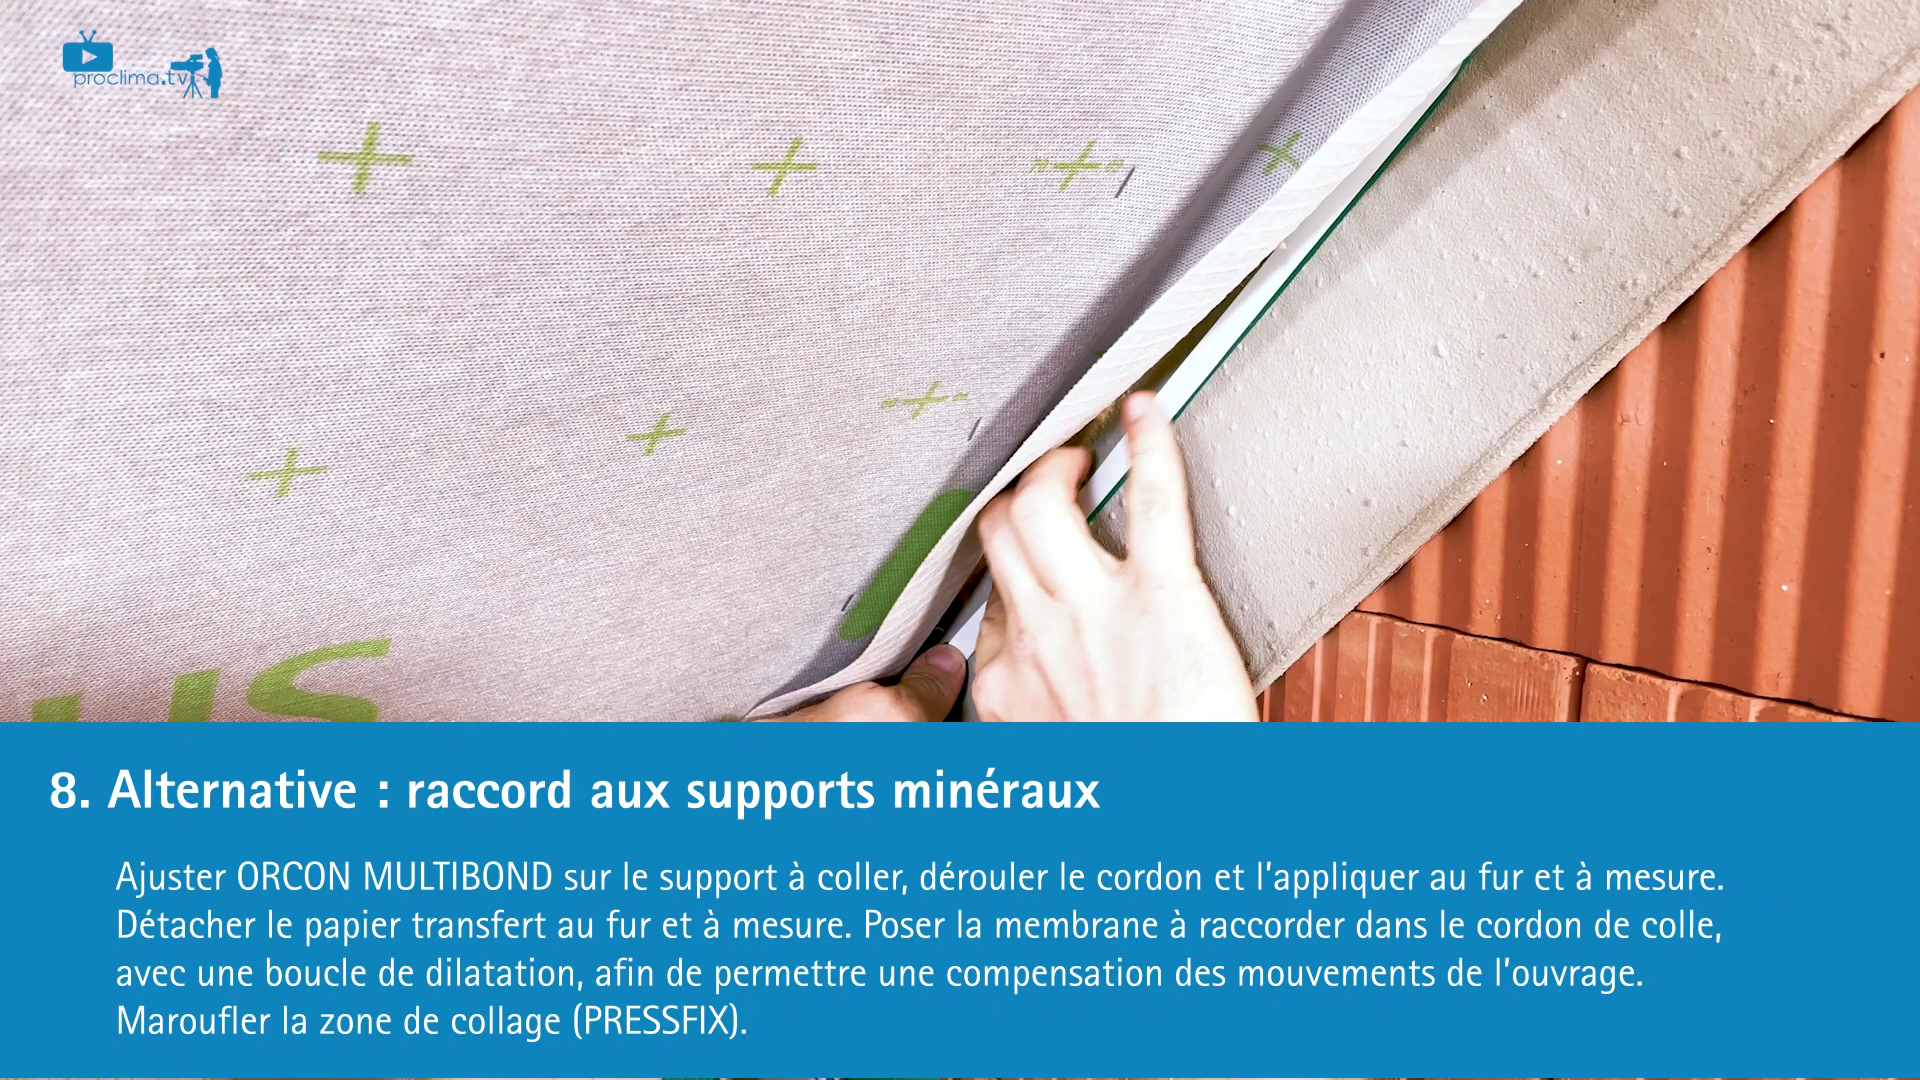 proclima.tv
us
8. Alternative : raccord aux supports minéraux
Ajuster ORCON MULTIBOND sur le support à coller, dérouler le cordon et l'appliquer au fur et à mesure.
Détacher le papier transfert au fur et à mesure. Poser la membrane à raccorder dans le cordon de colle,
avec une boucle de dilatation, afin de permettre une compensation des mouvements de l'ouvrage.
Maroufler la zone de collage (PRESSFIX).